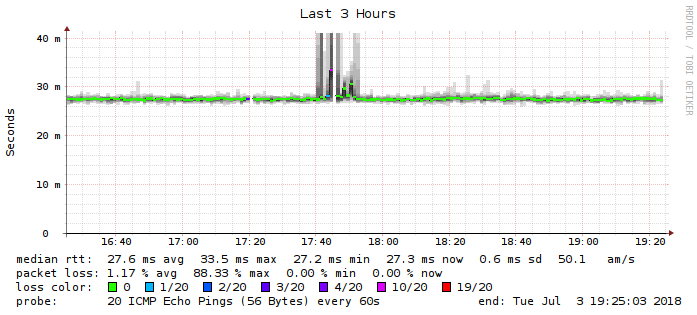 Last 3 Hours
RRDTOOL / TOBI OETIKER
Seconds
40 m
30 m
20 m
10 m
0
16:40 17:00 17:20 17:40 18:00 18:20 18:40 19:00 19:20
median rtt: 27.6 ms avg 33.5 ms max 27.2 ms min 27.3 ms now 0.6 ms sd 50.1 am/s
packet loss: 1.17 % avg 88.33 % max 0.00 % min 0.00 % now
loss color: 0 1/20 2/20 3/20 4/20 10/20 19/20
probe: 20 ICMP Echo Pings (56 Bytes) every 60s end: Tue Jul 3 19:25:03 2018